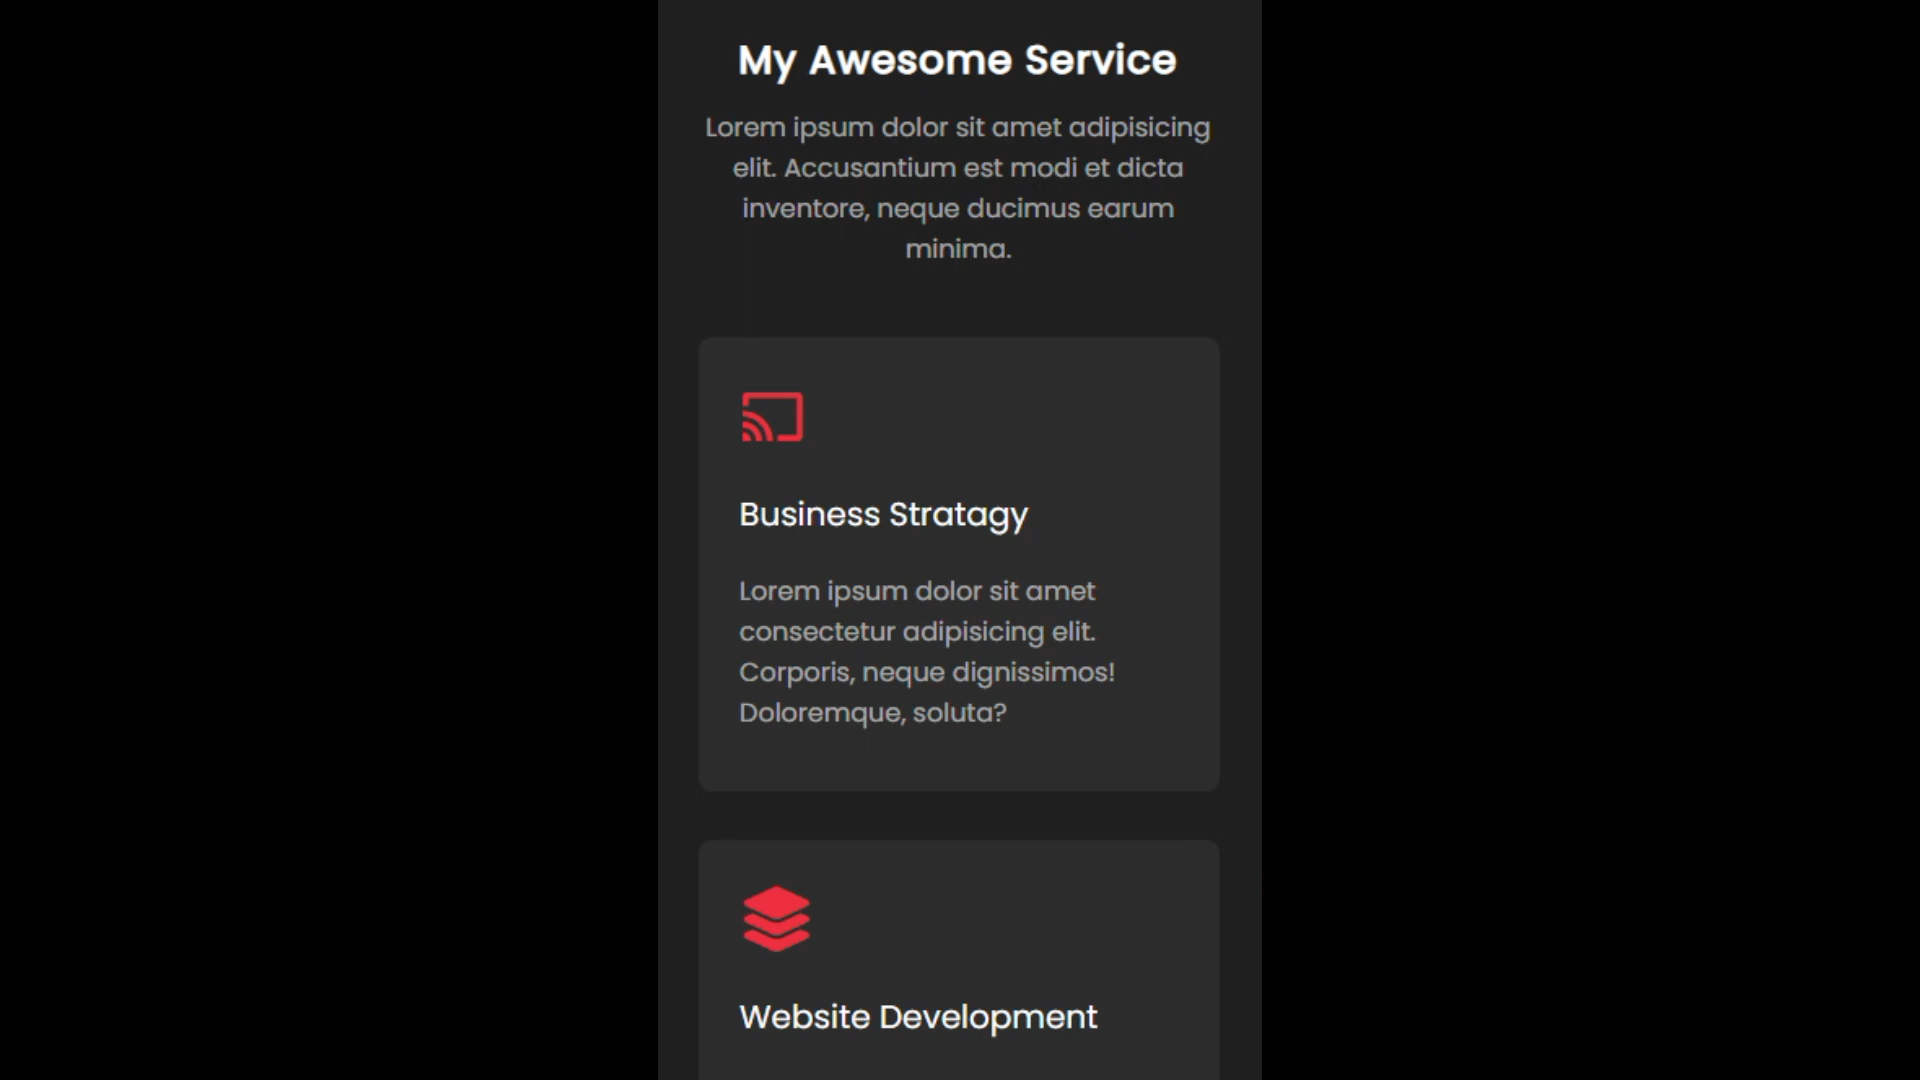 My Awesome Service
Lorem ipsum dolor sit amet adipisicing
elit. Accusantium est modi et dicta
inventore, neque ducimus earum
minima.
Business Stratagy
Lorem ipsum dolor sit amet
consectetur adipisicing elit.
Corporis, neque dignissimos!
Doloremque, soluta?
Website Development